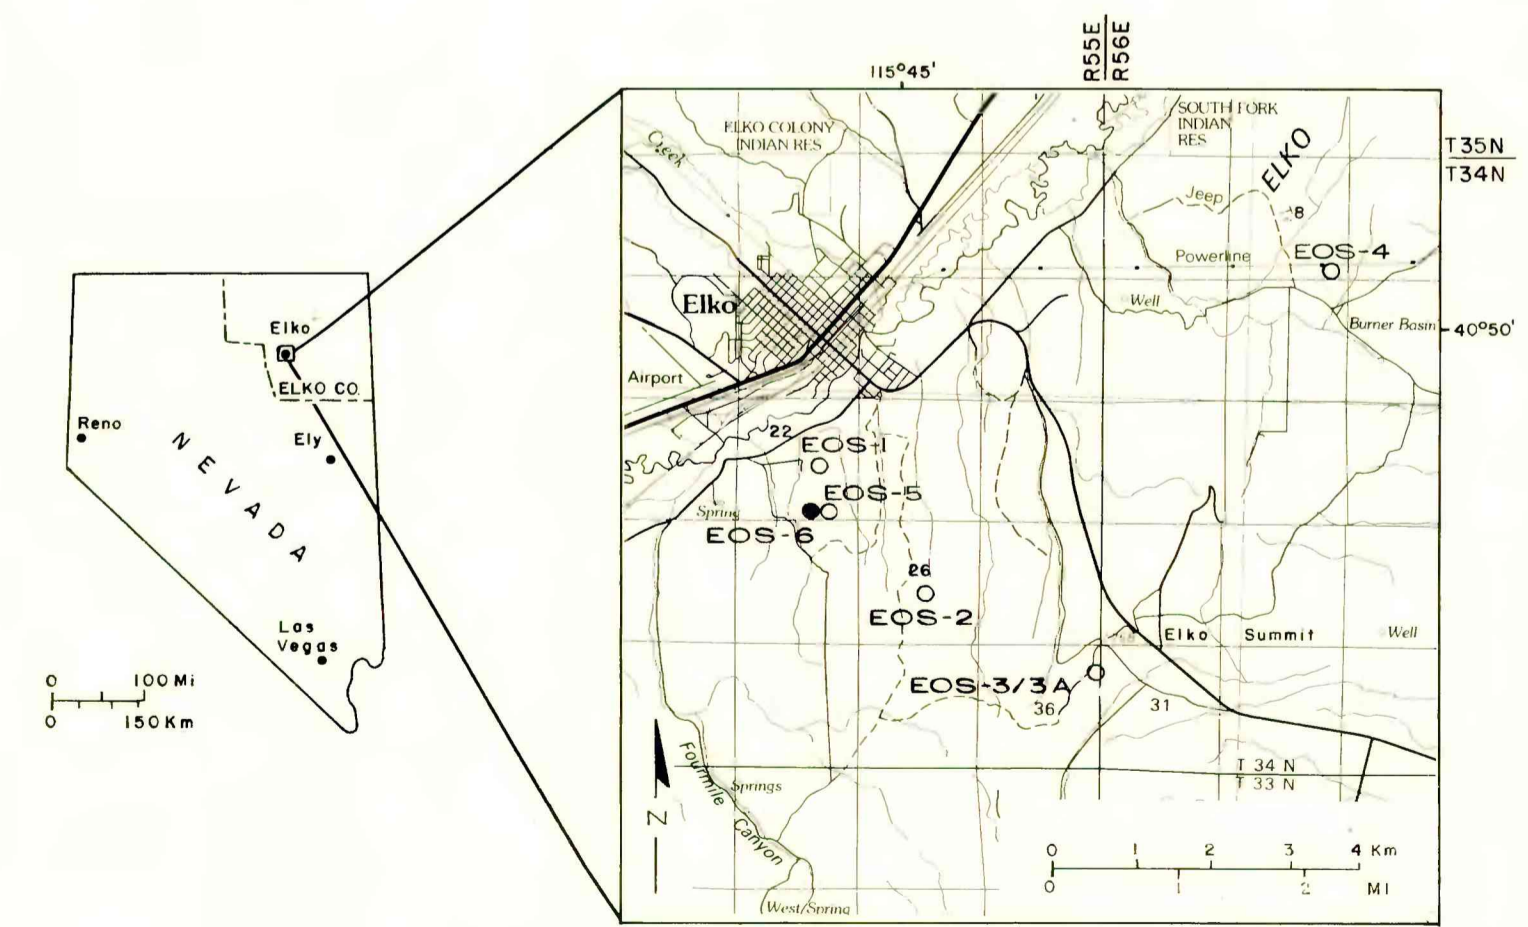 R55E
R56E
115°45'
ELKO COLONY
INDIAN RES
SOUTH FORK
INDIAN
RES
Creek
ELKO
T35N
T34N
Jeep
8
Powerline
EOS-4
Well
Burner Basin
40°50'
Elko
Airport
22
EOS-1
EOS-5
Spring
EOS-6
26
EOS-2
Elko Summit
Well
EOS-3/3A
36
31
T 34 N
T 33 N
Springs
Fourmile
Canyon
West/Spring
N
0 1 2 3 4 Km
0 1 2 MI
Elko
ELKO CO.
Reno
Ely
NEVADA
Las
Vegas
0 100 Mi
0 150 Km